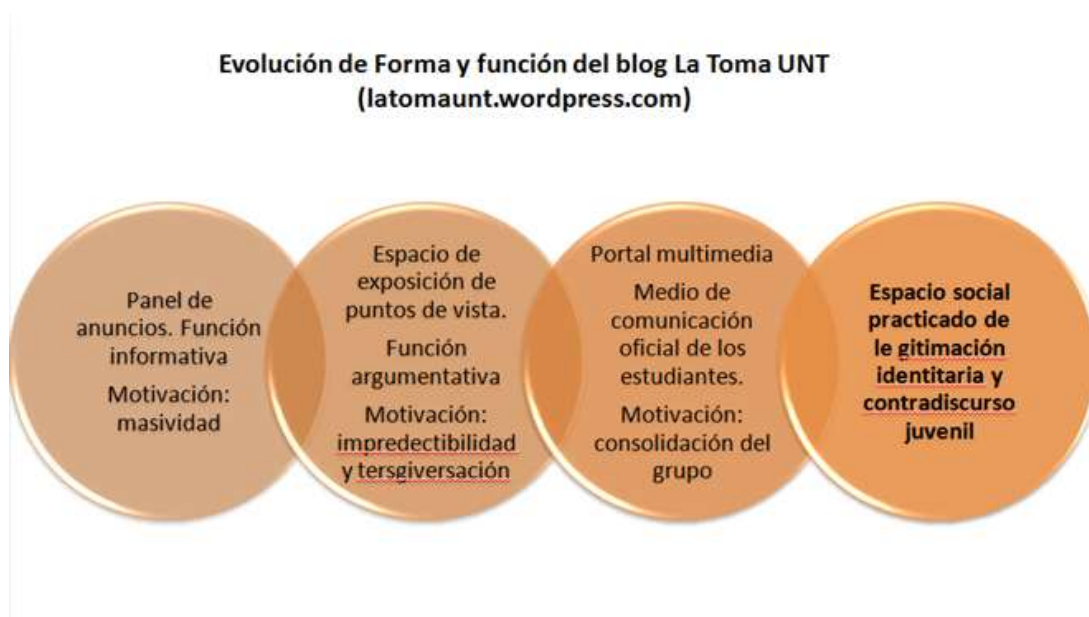 Evolución de Forma y función del blog La Toma UNT
(latomaunt.wordpress.com)
Panel de
anuncios. Función
informativa
Motivación:
masividad
Espacio de
exposición de
puntos de vista.
Función
argumentativa
Motivación:
impredectibilidad
y tersgiversación
Portal multimedia
Medio de
comunicación
oficial de los
estudiantes.
Motivación:
consolidación del
grupo
Espacio social
practicado de
le gitimación
identitaria y
contradiscurso
juvenil